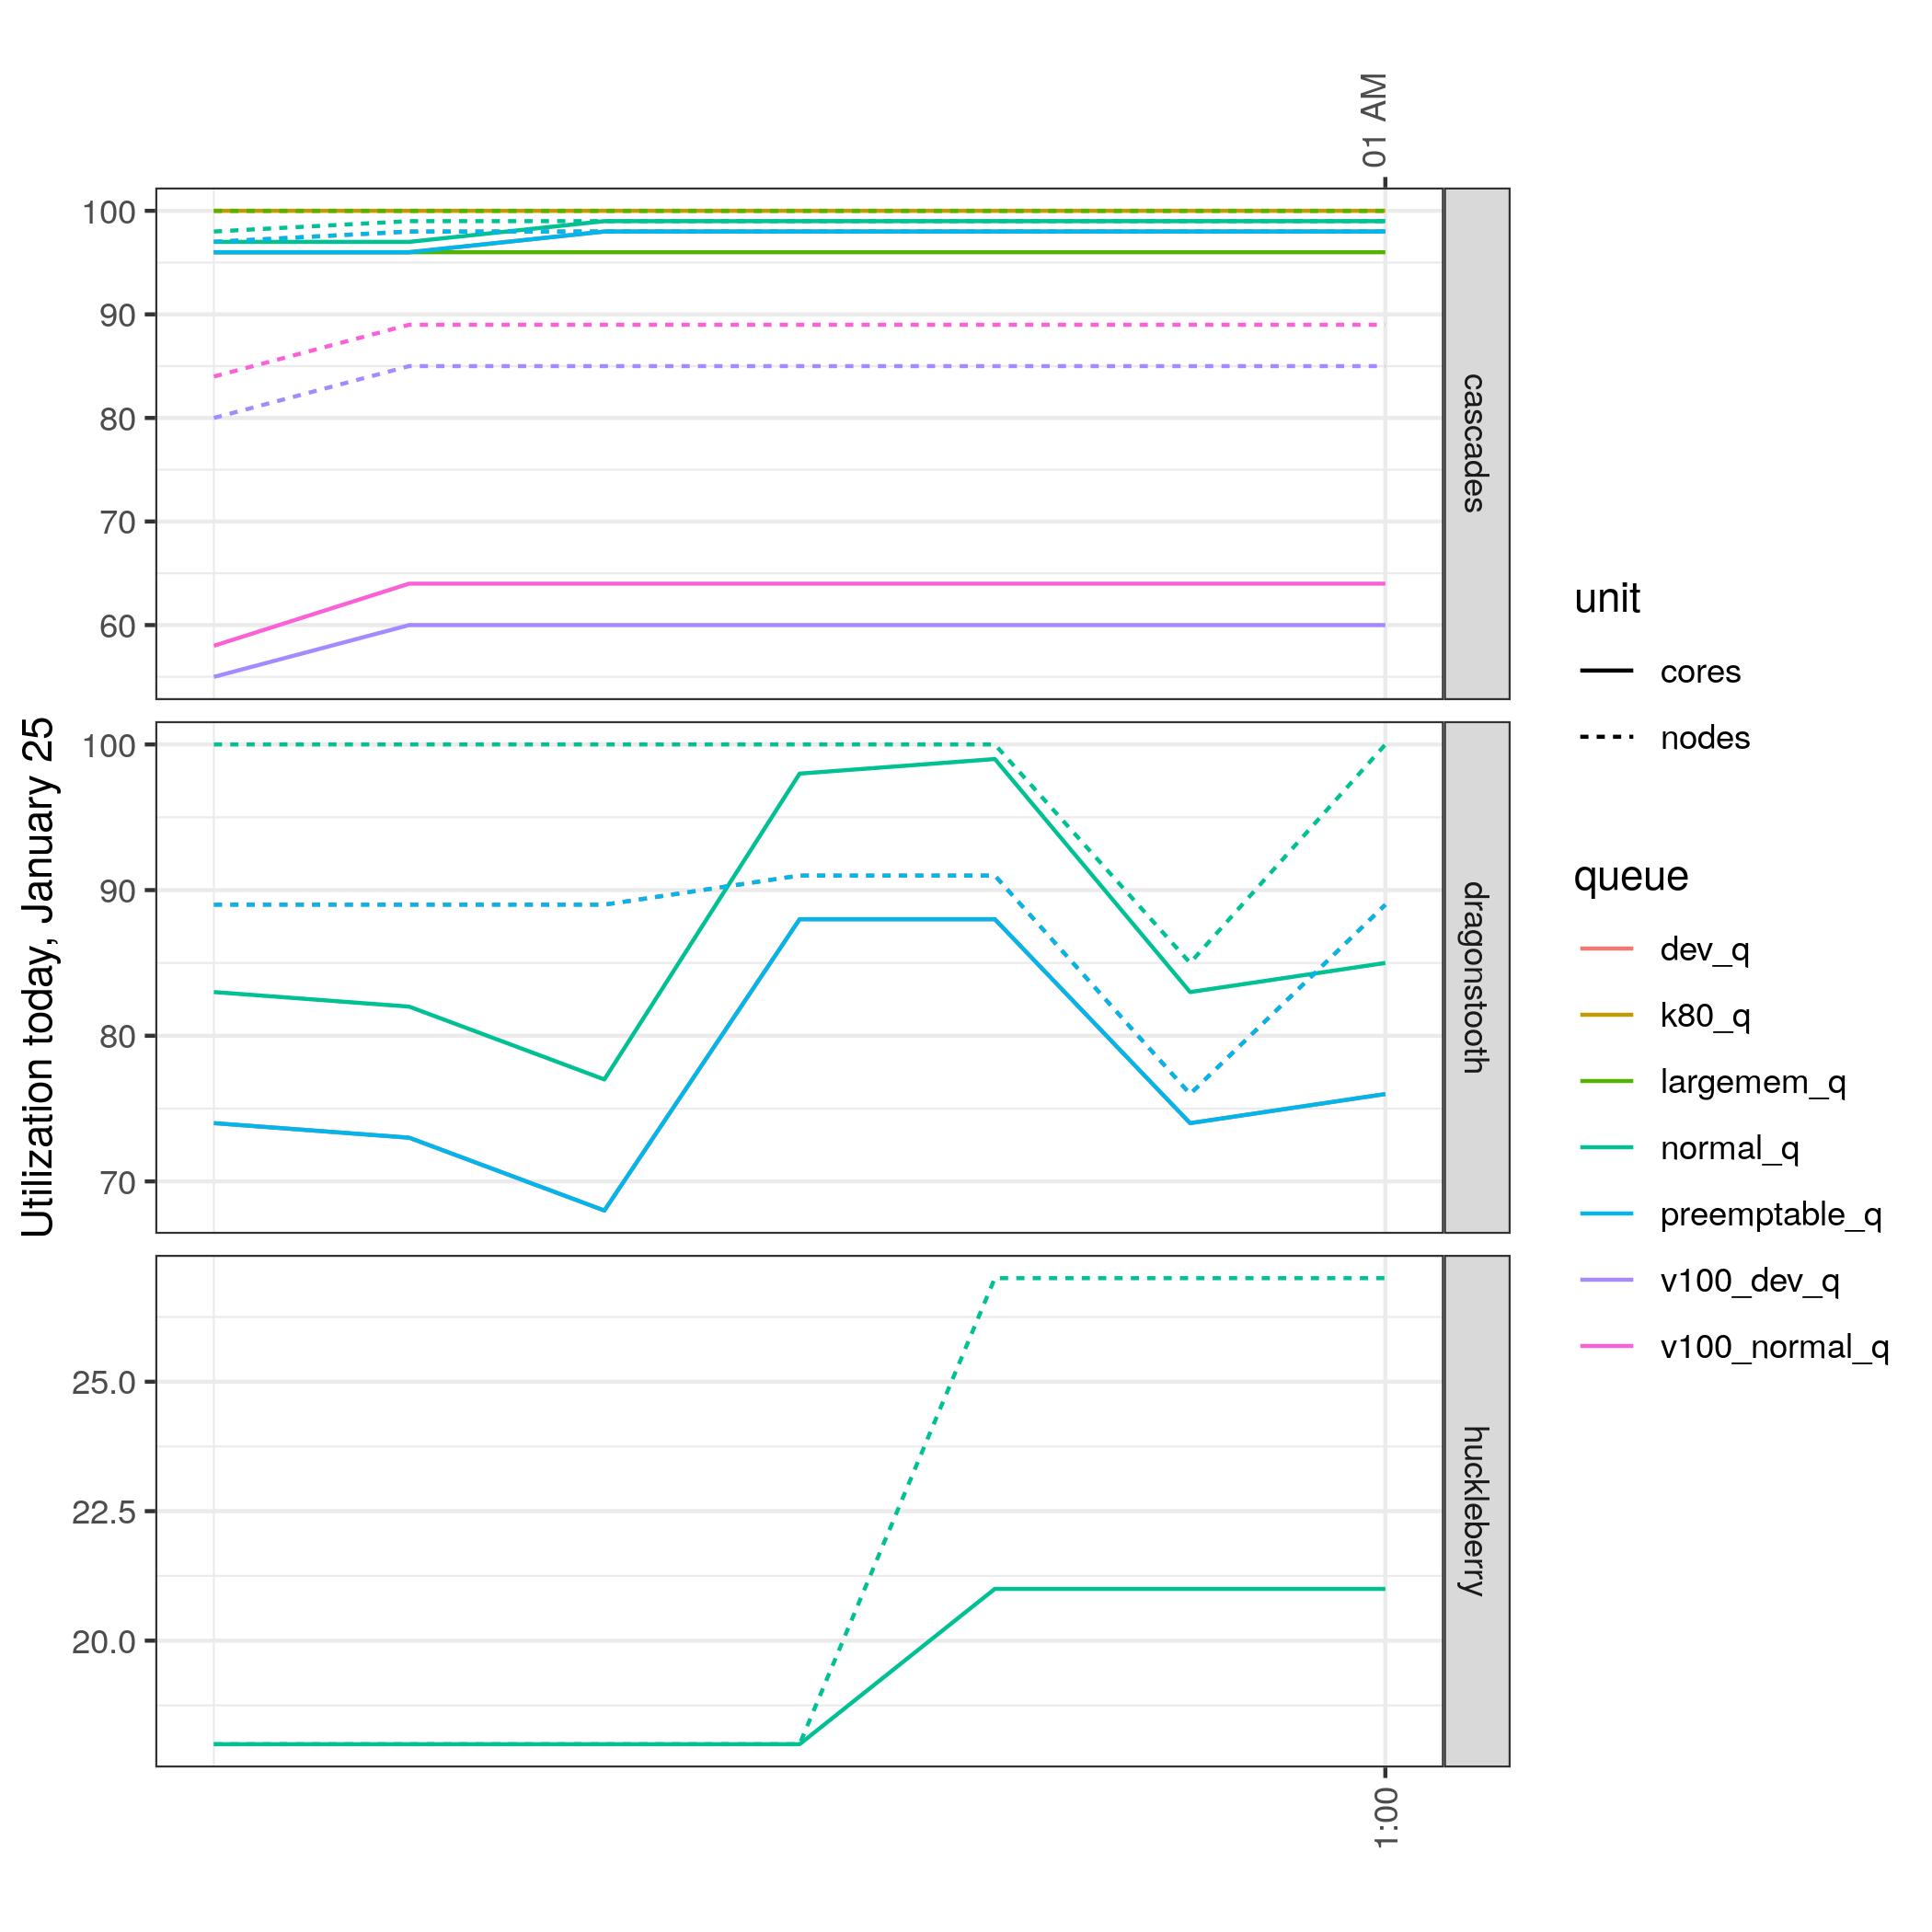 01 AM
100
90
80
70
60
cascades
100
90
80
70
dragonstooth
25.0
22.5
20.0
huckleberry
1:00
Utilization today, January 25
unit
cores
nodes
queue
dev_q
k80_q
largemem_q
normal_q
preemptable_q
v100_dev_q
v100_normal_q